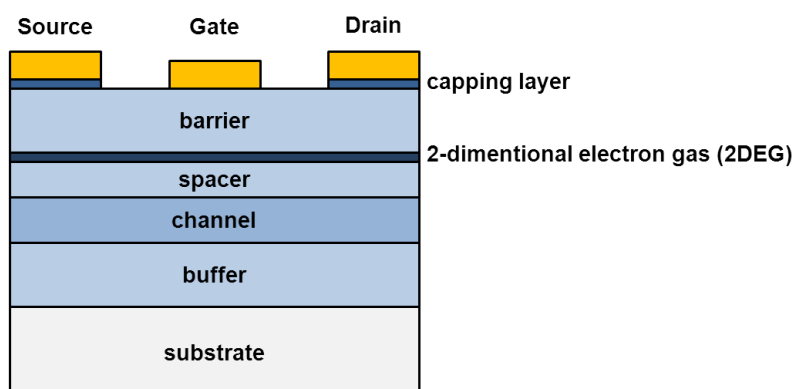 Source
Gate
Drain
capping layer
barrier
2-dimentional electron gas (2DEG)
spacer
channel
buffer
substrate